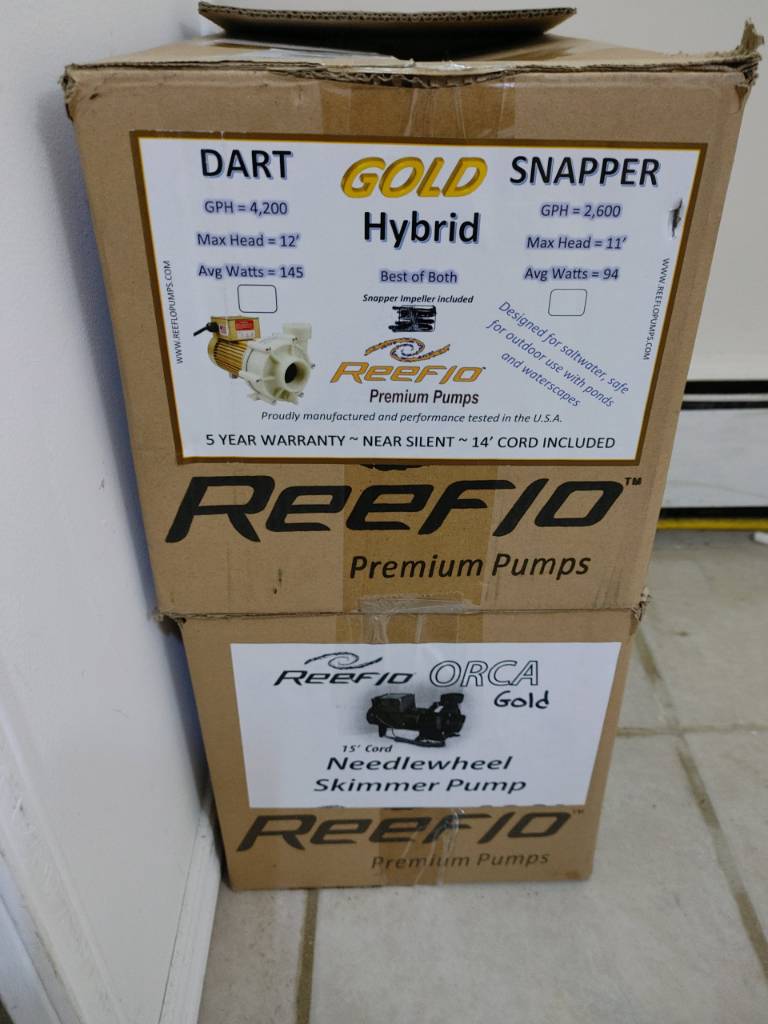 DART
GPH = 4,200
Max Head = 12'
Avg Watts = 145
GOLD
Hybrid
Best of Both
Snapper Impeller Included
SNAPPER
GPH = 2,600
Max Head = 11'
Avg Watts = 94
WWW.REEFLOPUMPS.COM
Designed for saltwater, safe
for outdoor use with ponds
and waterscapes
WWW.REEFLOPUMPS.COM
ReeFlo
Premium Pumps
Proudly manufactured and performance tested in the U.S.A.
5 YEAR WARRANTY ~ NEAR SILENT ~ 14' CORD INCLUDED
ReeFlo™
Premium Pumps
ReeFlo ORCA
Gold
15' Cord
Needlewheel
Skimmer Pump
ReeFlo™
Premium Pumps